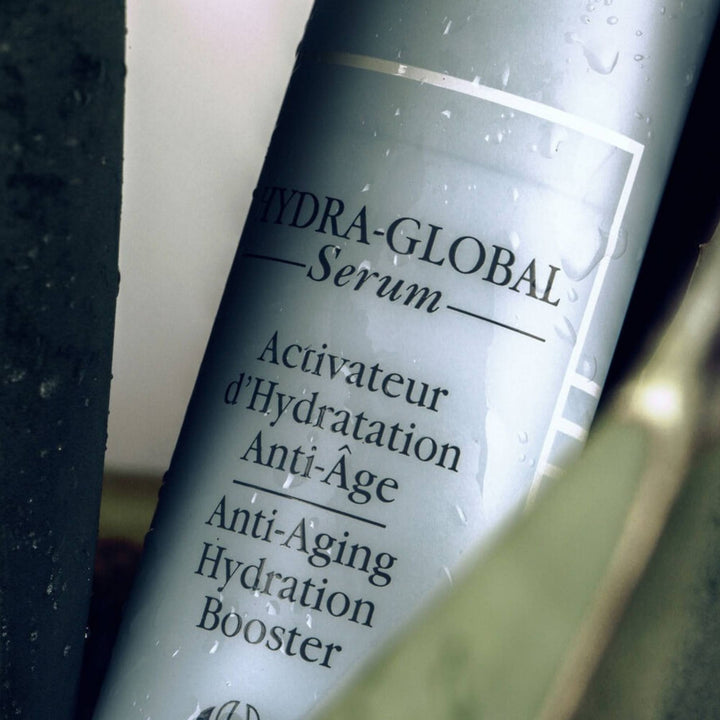 HYDRA-GLOBAL
Serum
Activateur
d'Hydratation
Anti-Âge
Anti-Aging
Hydration
Booster